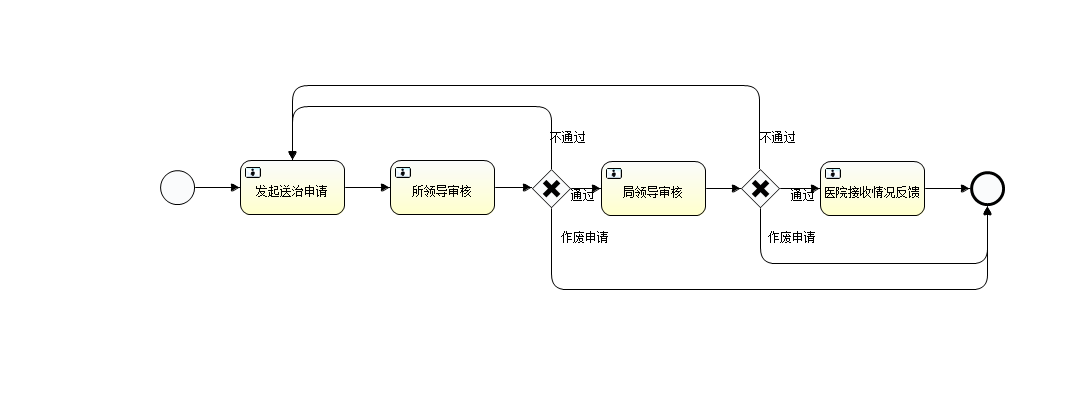 不通过
不通过
发起送治申请
所领导审核
通过
局领导审核
通过
医院接收情况反馈
作废申请
作废申请